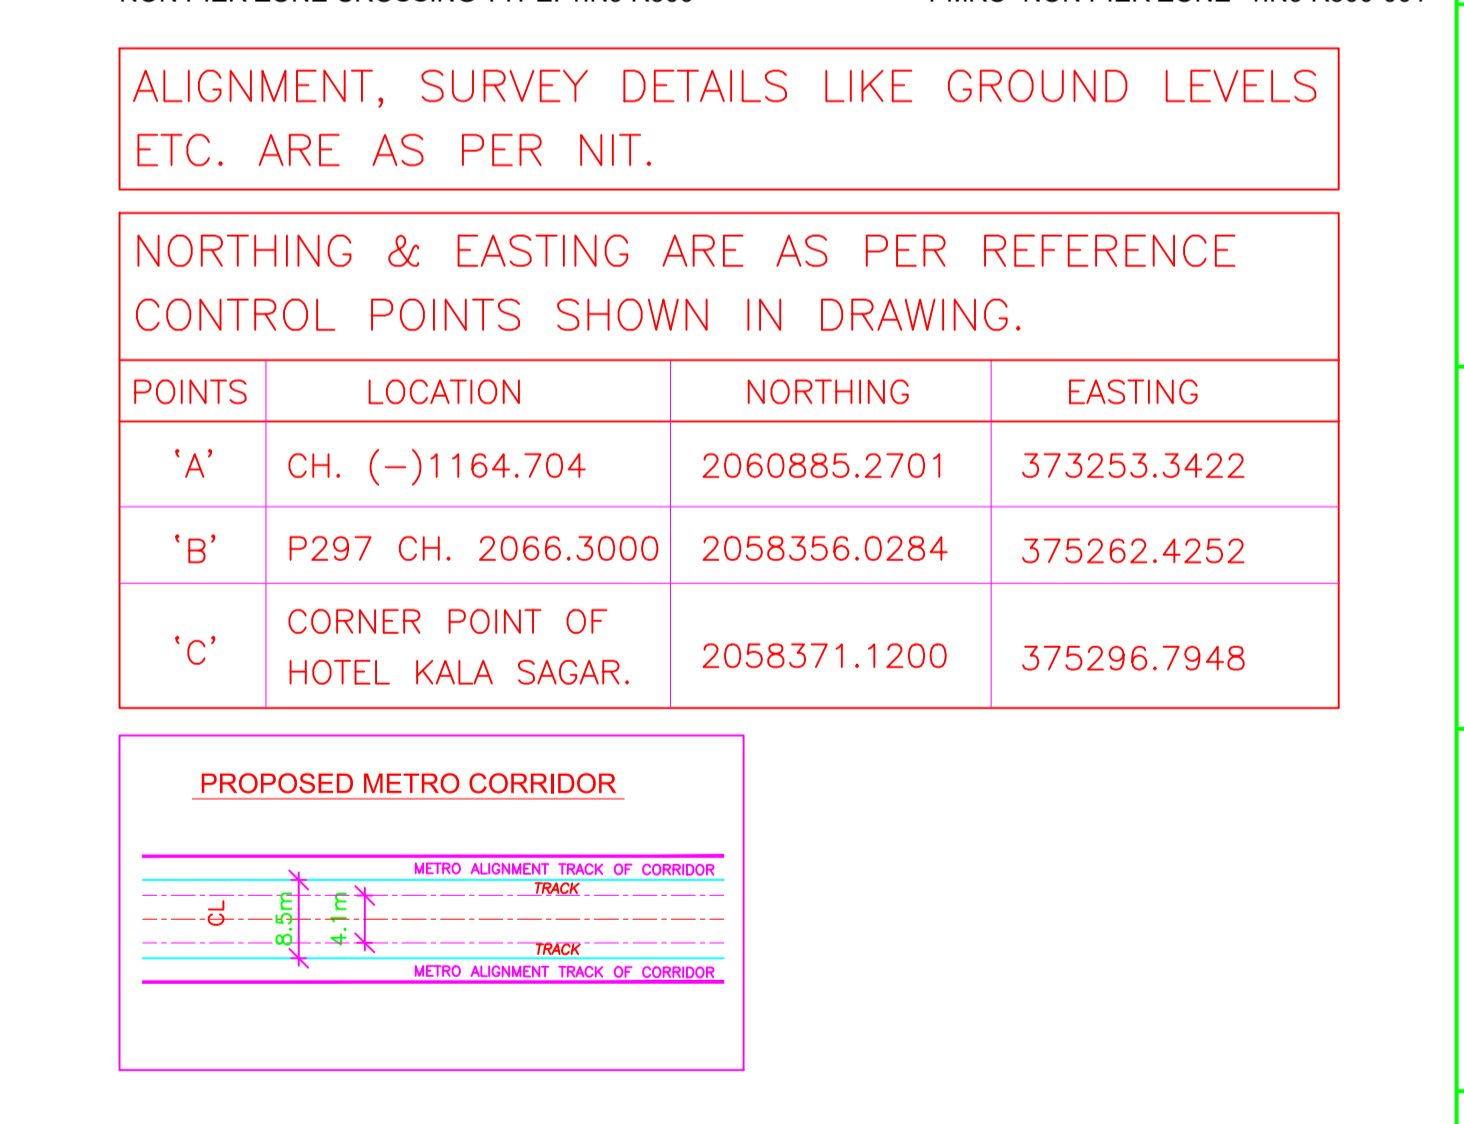 ALIGNMENT, SURVEY DETAILS LIKE GROUND LEVELS
ETC. ARE AS PER NIT.
NORTHING & EASTING ARE AS PER REFERENCE
CONTROL POINTS SHOWN IN DRAWING.
POINTS LOCATION NORTHING EASTING
‘A’ CH. (−)1164.704 2060885.2701 373253.3422
‘B’ P297 CH. 2066.3000 2058356.0284 375262.4252
‘C’ CORNER POINT OF
HOTEL KALA SAGAR. 2058371.1200 375296.7948
PROPOSED METRO CORRIDOR
METRO ALIGNMENT TRACK OF CORRIDOR
TRACK
CL
8.5m
4.1m
TRACK
METRO ALIGNMENT TRACK OF CORRIDOR